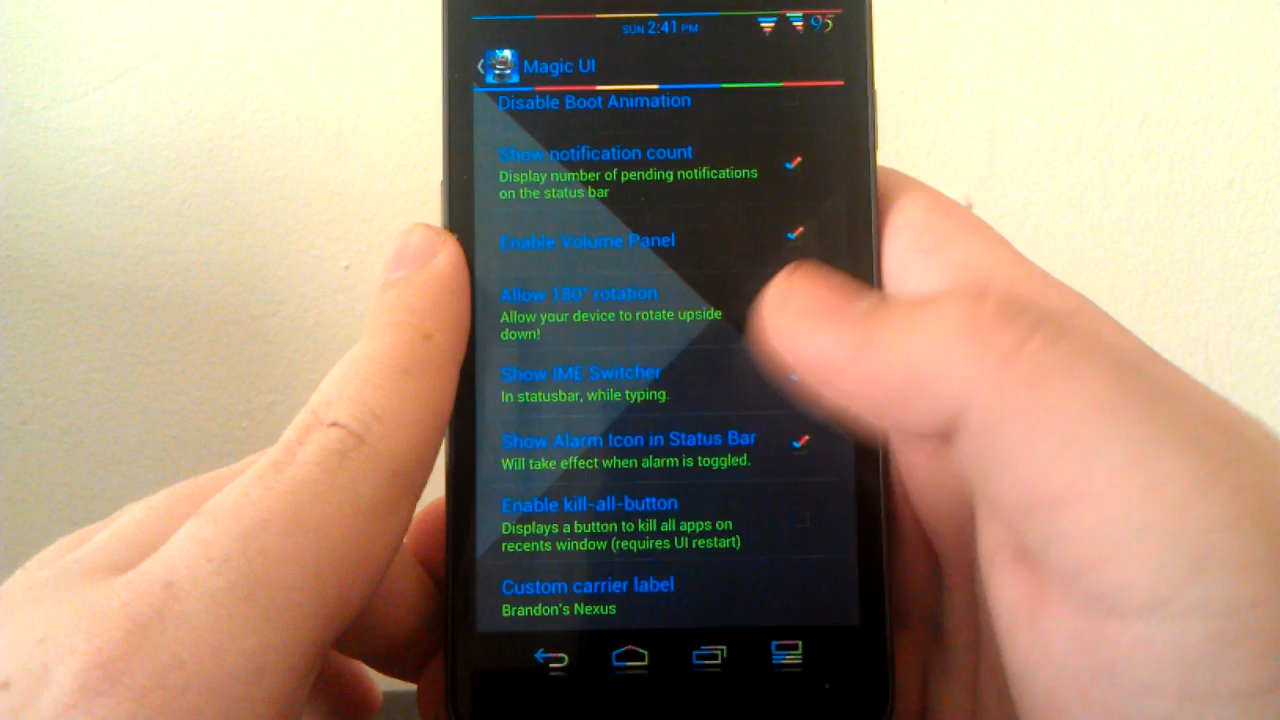 SUN 2:41 PM 95
Magic UI
Disable Boot Animation
Show notification count
Display number of pending notifications
on the status bar
Enable Volume Panel
Allow 180° rotation
Allow your device to rotate upside
down!
Show IME Switcher
In statusbar, while typing.
Show Alarm Icon in Status Bar
Will take effect when alarm is toggled.
Enable kill-all-button
Displays a button to kill all apps on
recents window (requires UI restart)
Custom carrier label
Brandon's Nexus